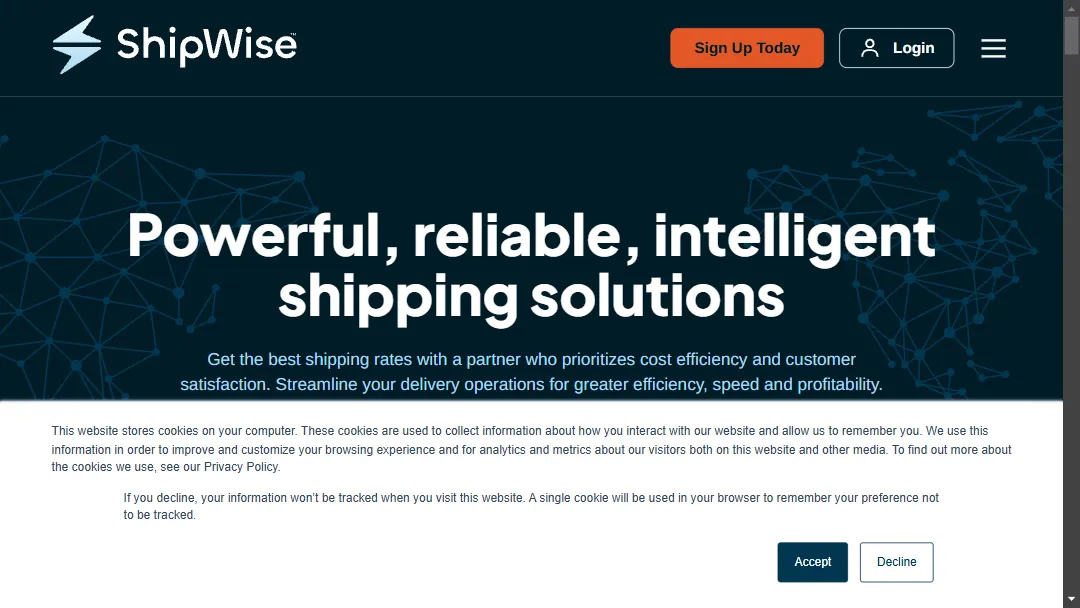 ShipWise™
Sign Up Today
Login
Powerful, reliable, intelligent
shipping solutions
Get the best shipping rates with a partner who prioritizes cost efficiency and customer
satisfaction. Streamline your delivery operations for greater efficiency, speed and profitability.
This website stores cookies on your computer. These cookies are used to collect information about how you interact with our website and allow us to remember you. We use this
information in order to improve and customize your browsing experience and for analytics and metrics about our visitors both on this website and other media. To find out more about
the cookies we use, see our Privacy Policy.
If you decline, your information won't be tracked when you visit this website. A single cookie will be used in your browser to remember your preference not
to be tracked.
Accept
Decline